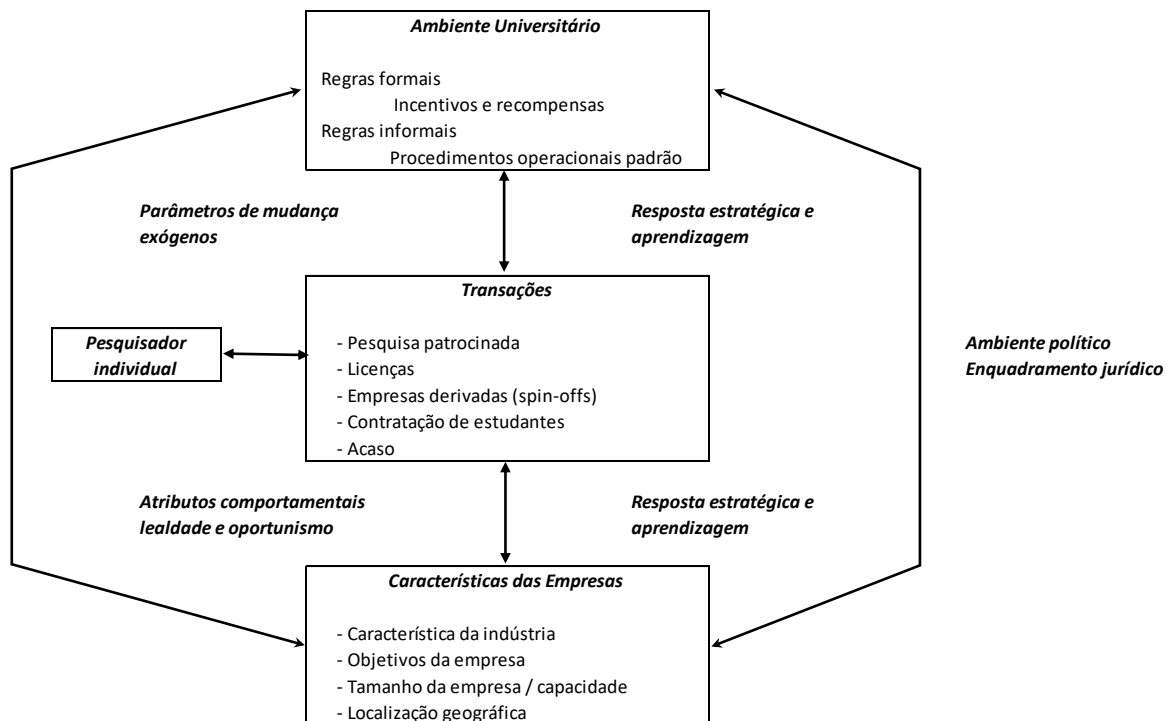 Ambiente Universitário
Regras formais
Incentivos e recompensas
Regras informais
Procedimentos operacionais padrão
Parâmetros de mudança
exógenos
Resposta estratégica e
aprendizagem
Transações
- Pesquisa patrocinada
- Licenças
- Empresas derivadas (spin-offs)
- Contratação de estudantes
- Acaso
Pesquisador
individual
Ambiente político
Enquadramento jurídico
Atributos comportamentais
lealdade e oportunismo
Resposta estratégica e
aprendizagem
Características das Empresas
- Característica da indústria
- Objetivos da empresa
- Tamanho da empresa / capacidade
- Localização geográfica